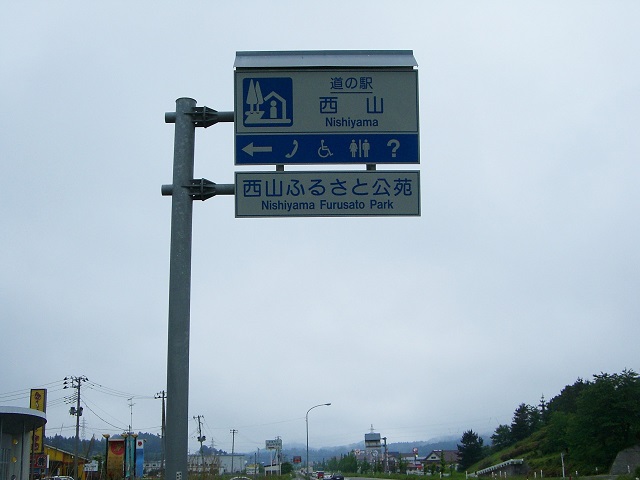 道の駅
西山
Nishiyama
?
西山ふるさと公苑
Nishiyama Furusato Park